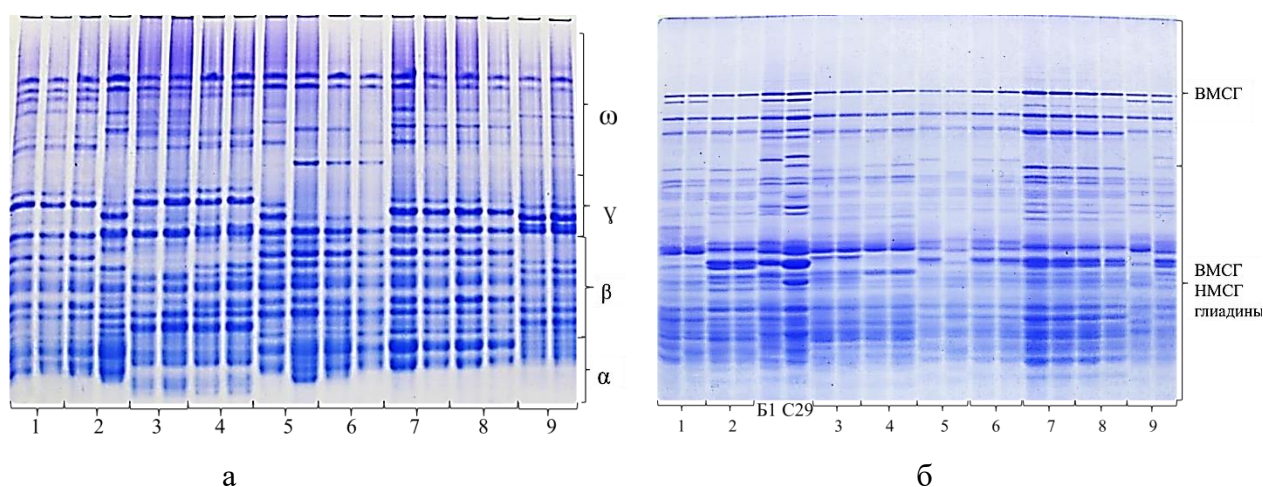 ω
γ
β
α
1 2 3 4 5 6 7 8 9
а
ВМСГ
ВМСГ
НМСГ
глиадины
1 2 Б1 С29 3 4 5 6 7 8 9
б